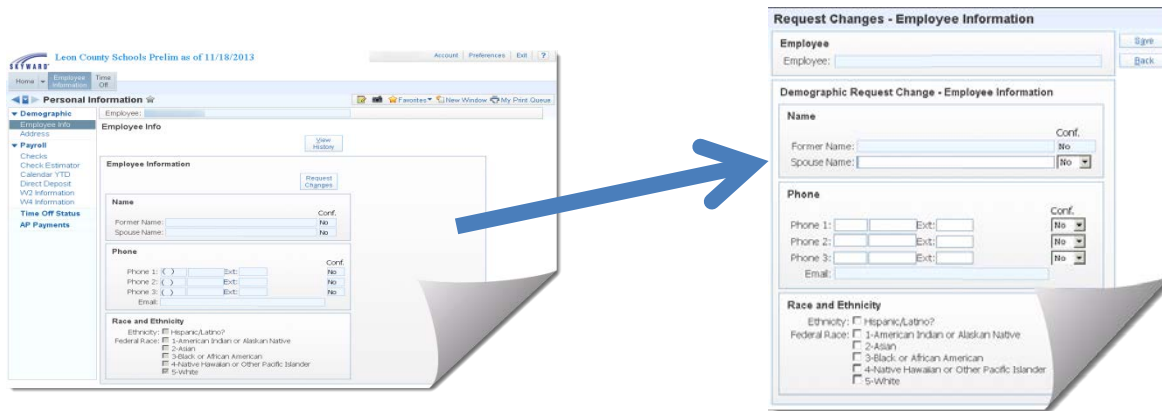 SKYWARD
Leon County Schools Prelim as of 11/18/2013
Account Preferences Exit ?
Home Employee Information Time Off
Personal Information
Favorites New Window My Print Queue
Demographic
Employee Info
Address
Payroll
Checks
Check Estimator
Calendar YTD
Direct Deposit
W2 Information
W4 Information
Time Off Status
AP Payments
Employee:
Employee Info
View History
Employee Information
Request Changes
Name
Conf.
Former Name: No
Spouse Name: No
Phone
Conf.
Phone 1: ( ) Ext: No
Phone 2: ( ) Ext: No
Phone 3: ( ) Ext: No
Email:
Race and Ethnicity
Ethnicity: Hispanic/Latino?
Federal Race: 1-American Indian or Alaskan Native
2-Asian
3-Black or African American
4-Native Hawaiian or Other Pacific Islander
5-White
Request Changes - Employee Information
Save
Back
Employee
Employee:
Demographic Request Change - Employee Information
Name
Conf.
Former Name: No
Spouse Name: No
Phone
Conf.
Phone 1: Ext: No
Phone 2: Ext: No
Phone 3: Ext: No
Email:
Race and Ethnicity
Ethnicity: Hispanic/Latino?
Federal Race: 1-American Indian or Alaskan Native
2-Asian
3-Black or African American
4-Native Hawaiian or Other Pacific Islander
5-White